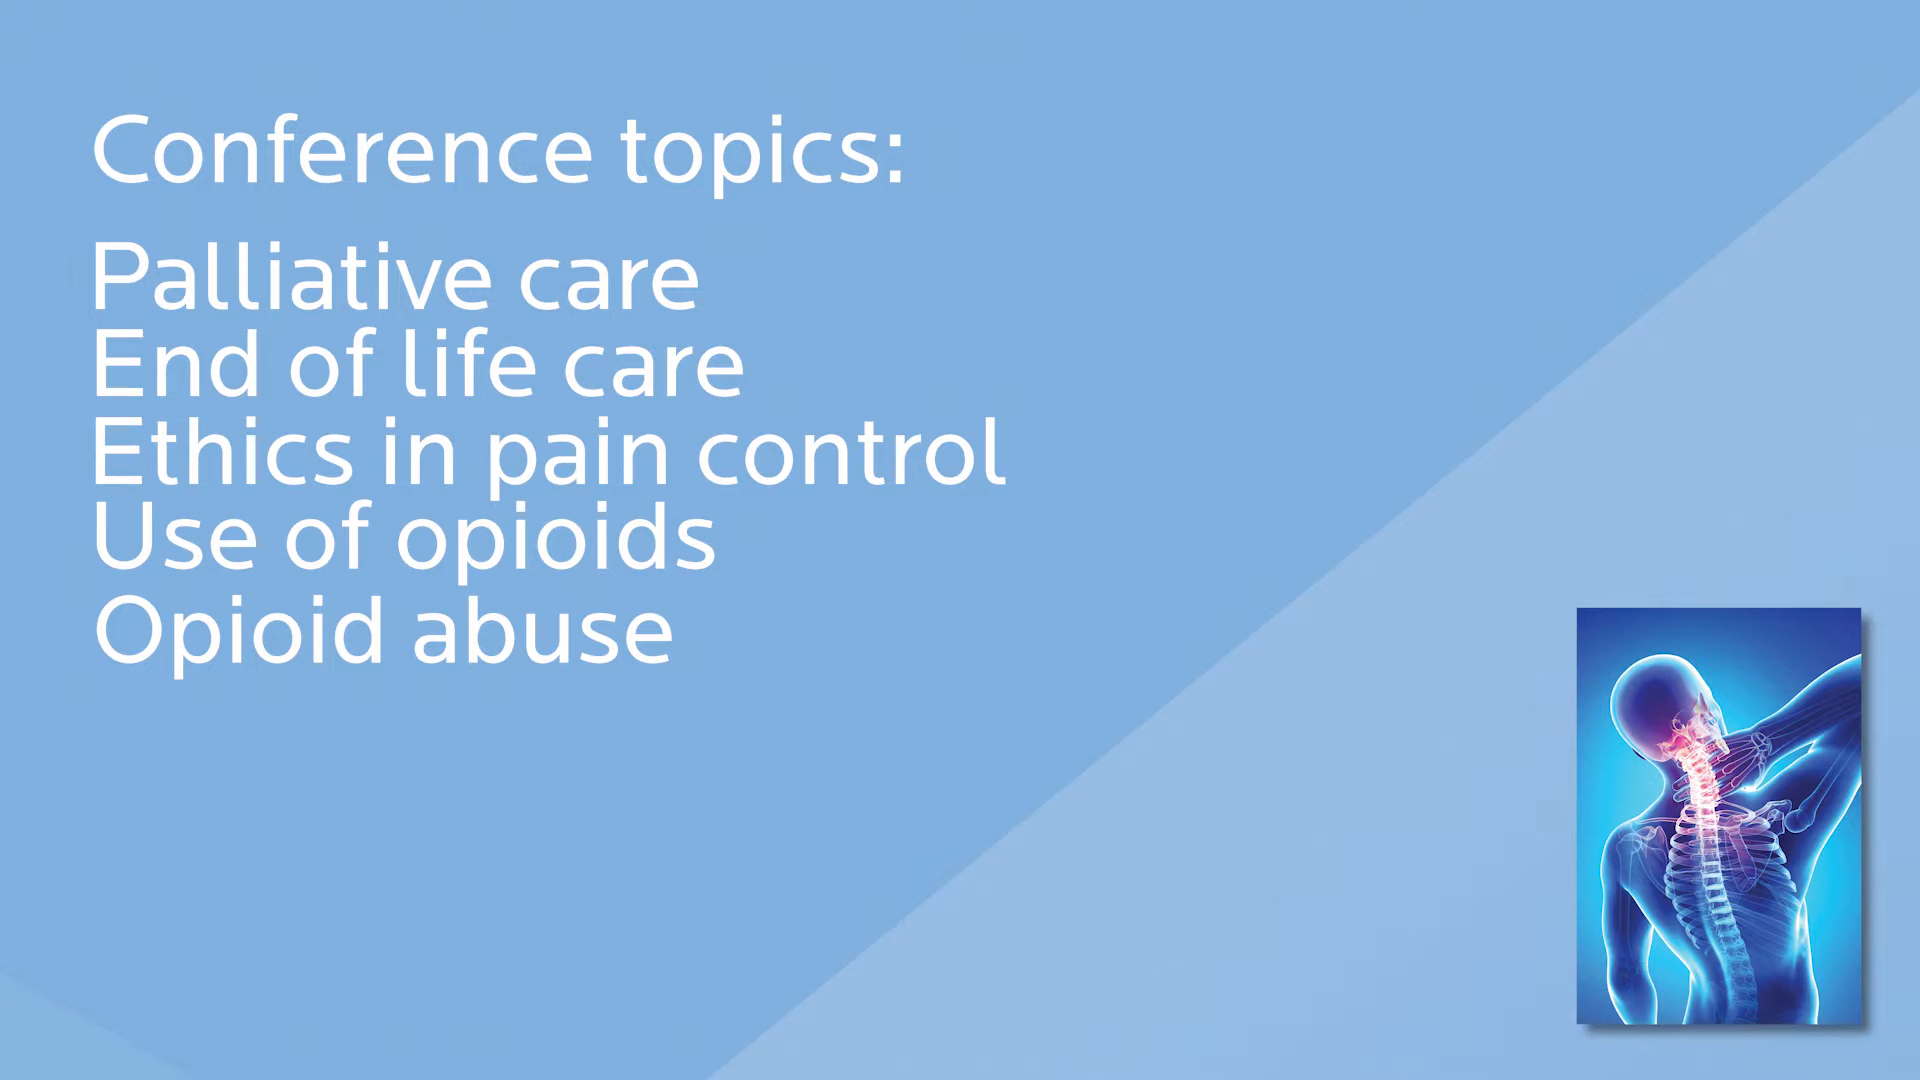 Conference topics:
Palliative care
End of life care
Ethics in pain control
Use of opioids
Opioid abuse